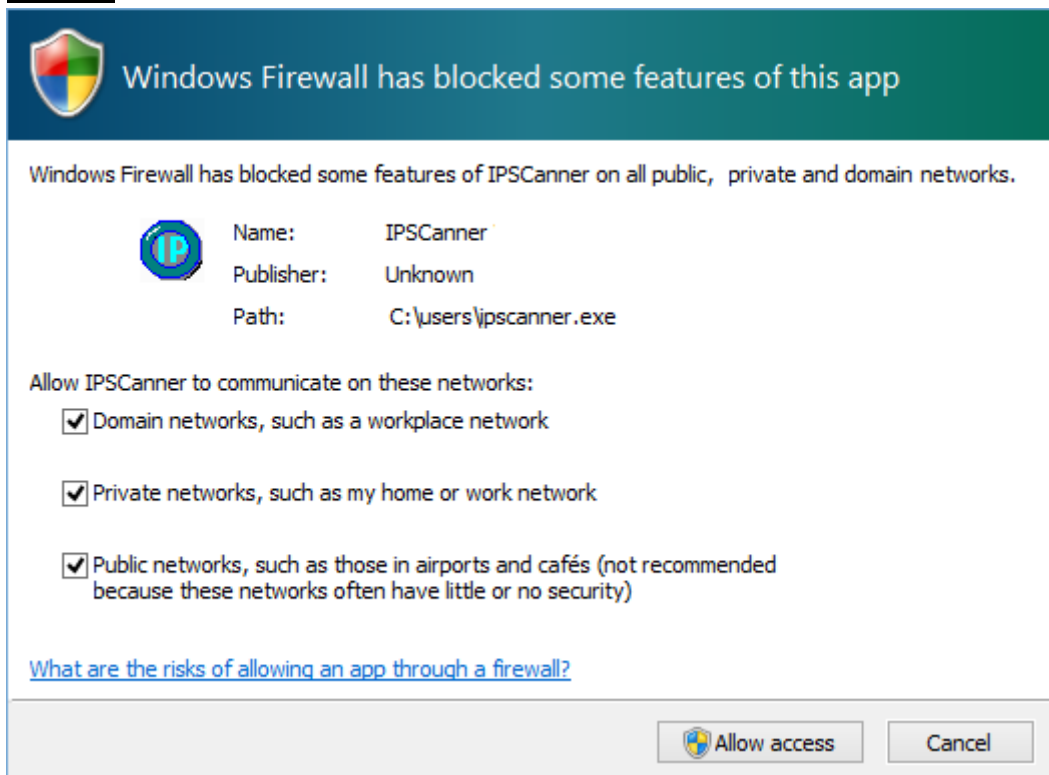 Windows Firewall has blocked some features of this app
Windows Firewall has blocked some features of IPSCanner on all public, private and domain networks.
IP
Name: IPSCanner
Publisher: Unknown
Path: C:\users\ipscanner.exe
Allow IPSCanner to communicate on these networks:
Domain networks, such as a workplace network
Private networks, such as my home or work network
Public networks, such as those in airports and cafés (not recommended
because these networks often have little or no security)
What are the risks of allowing an app through a firewall?
Allow access Cancel